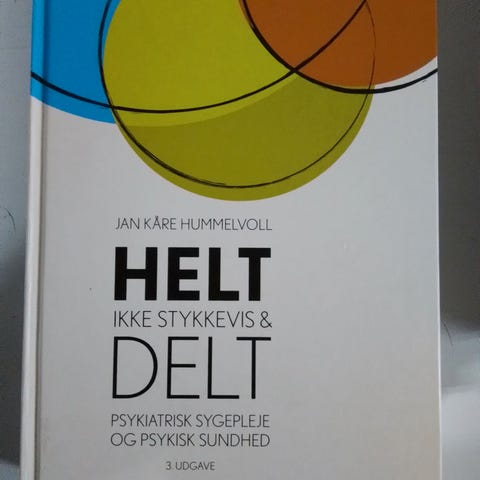 JAN KÅRE HUMMELVOLL
HELT
IKKE STYKKEVIS &
DELT
PSYKIATRISK SYGEPLEJE
OG PSYKISK SUNDHED
3. UDGAVE